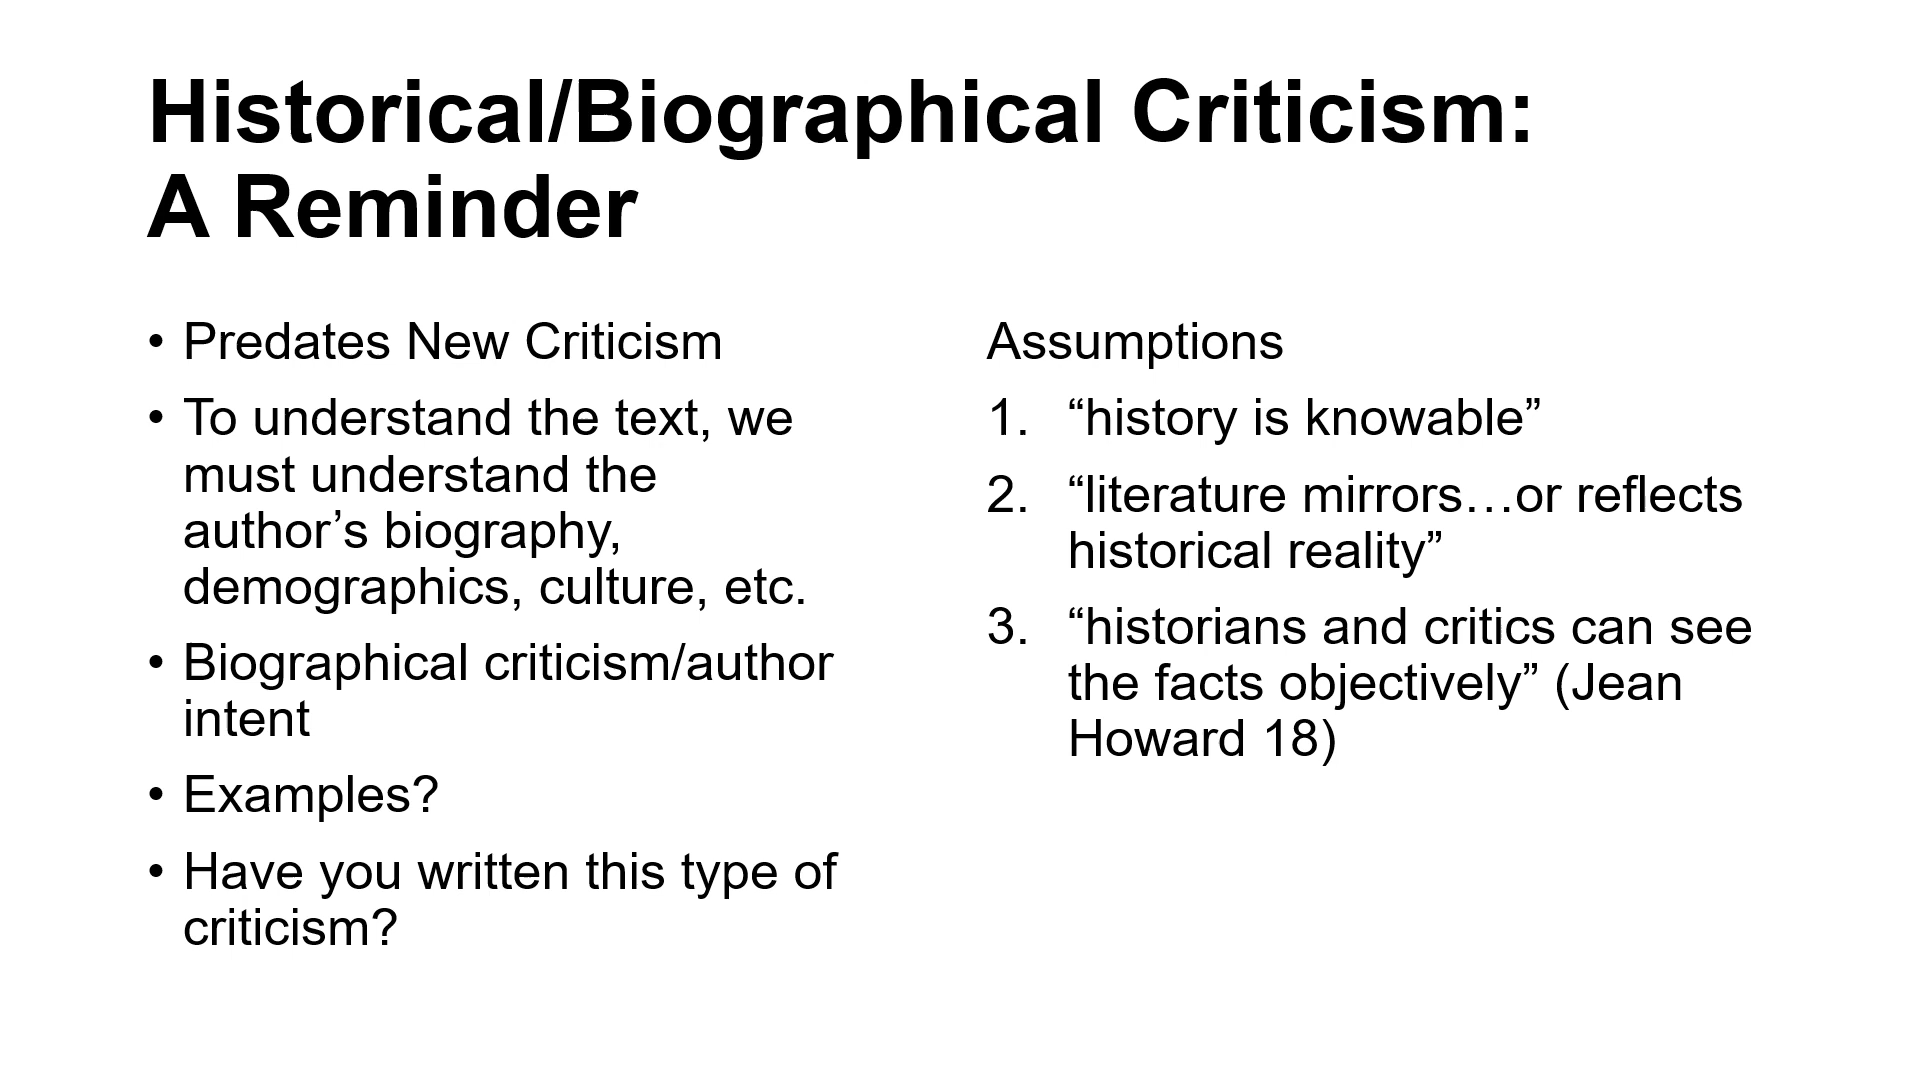 Historical/Biographical Criticism:
A Reminder
• Predates New Criticism
• To understand the text, we
must understand the
author’s biography,
demographics, culture, etc.
• Biographical criticism/author
intent
• Examples?
• Have you written this type of
criticism?
Assumptions
1. “history is knowable”
2. “literature mirrors…or reflects
historical reality”
3. “historians and critics can see
the facts objectively” (Jean
Howard 18)